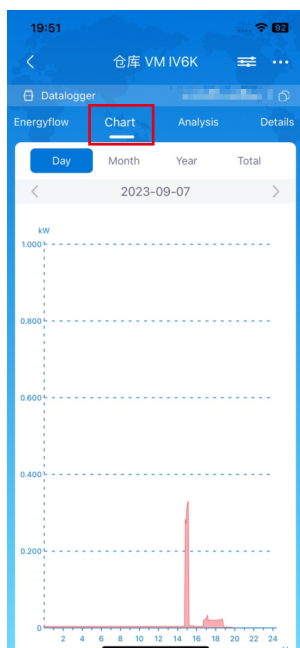 19:51
92
仓库 VM IV6K
Datalogger
Energyflow Chart Analysis Details
Day Month Year Total
2023-09-07
kW
1.000
0.800
0.600
0.400
0.200
0
2 4 6 8 10 12 14 16 18 20 22 24